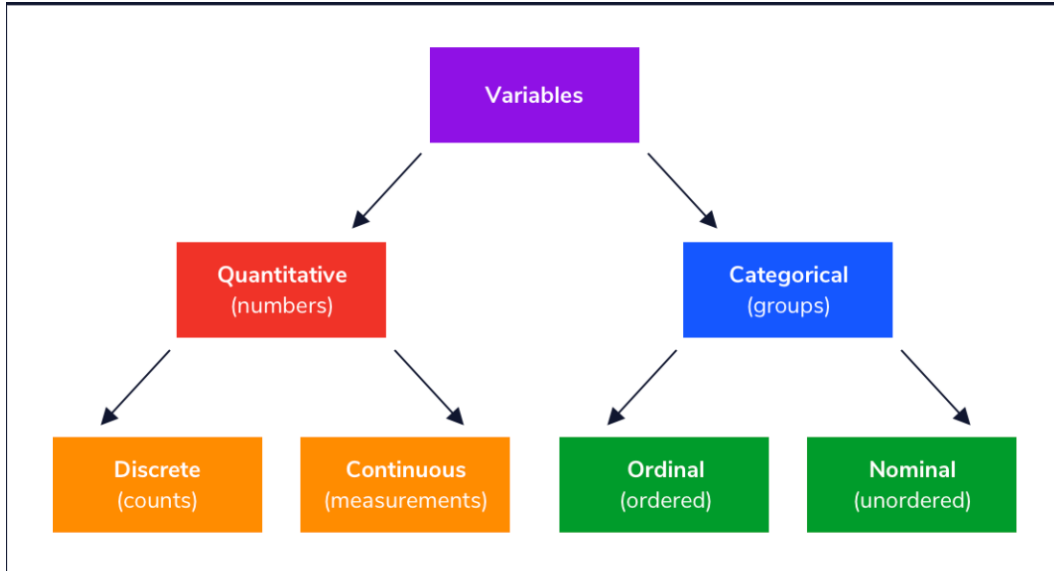 Variables
Quantitative
(numbers)
Categorical
(groups)
Discrete
(counts)
Continuous
(measurements)
Ordinal
(ordered)
Nominal
(unordered)